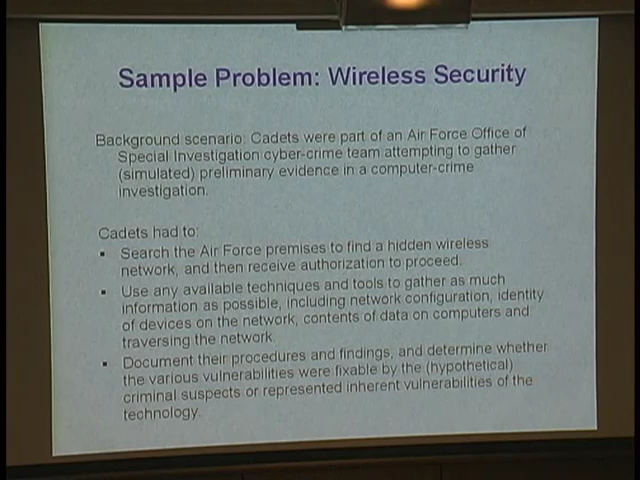 Sample Problem: Wireless Security
Background scenario: Cadets were part of an Air Force Office of
Special Investigation cyber-crime team attempting to gather
(simulated) preliminary evidence in a computer-crime
investigation.
Cadets had to:
▪ Search the Air Force premises to find a hidden wireless
network, and then receive authorization to proceed.
▪ Use any available techniques and tools to gather as much
information as possible, including network configuration, identity
of devices on the network, contents of data on computers and
traversing the network.
▪ Document their procedures and findings, and determine whether
the various vulnerabilities were fixable by the (hypothetical)
criminal suspects or represented inherent vulnerabilities of the
technology.